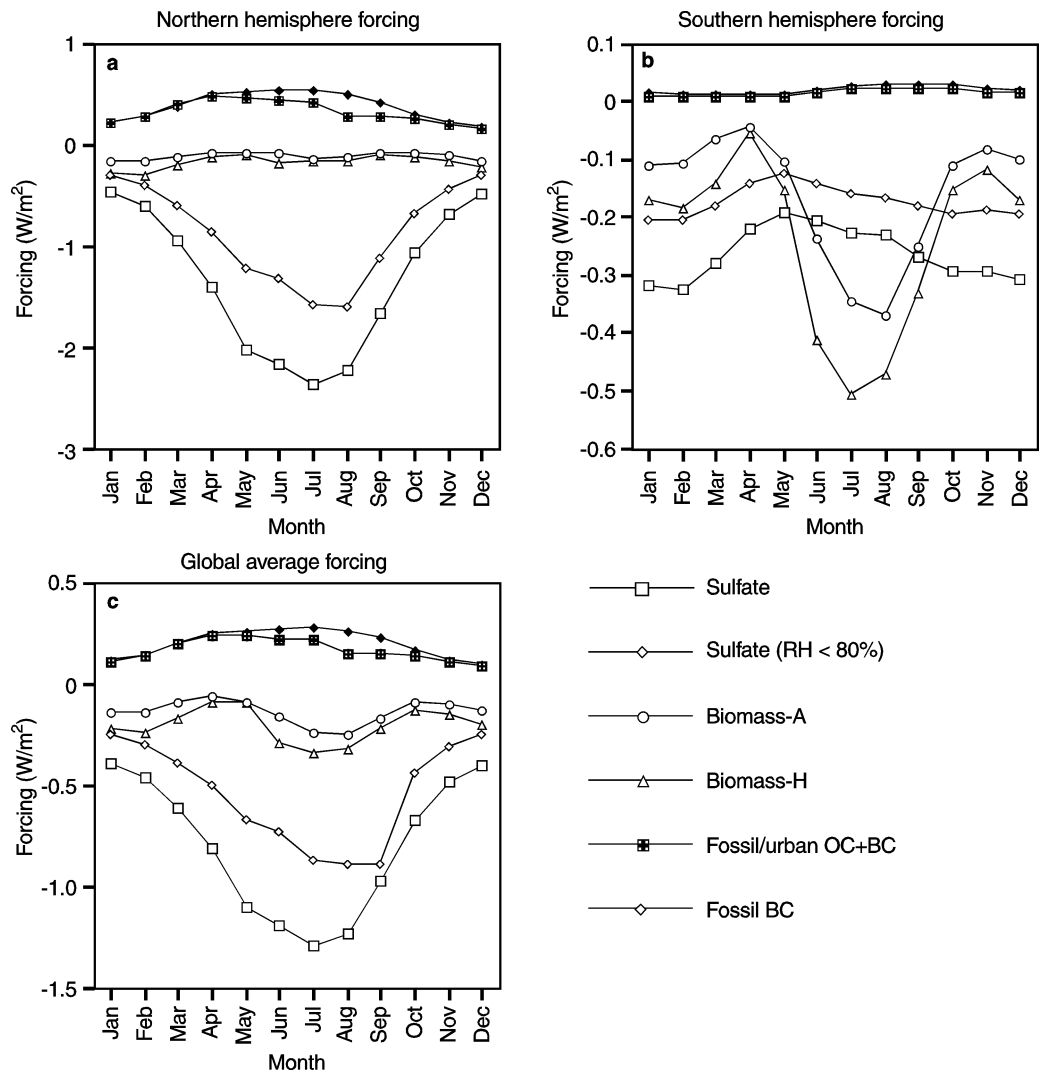 Northern hemisphere forcing
a
1
0
-1
-2
-3
Forcing (W/m²)
Jan Feb Mar Apr May Jun Jul Aug Sep Oct Nov Dec
Month
Southern hemisphere forcing
b
0.1
0
-0.1
-0.2
-0.3
-0.4
-0.5
-0.6
Forcing (W/m²)
Jan Feb Mar Apr May Jun Jul Aug Sep Oct Nov Dec
Month
Global average forcing
c
0.5
0
-0.5
-1.0
-1.5
Forcing (W/m²)
Jan Feb Mar Apr May Jun Jul Aug Sep Oct Nov Dec
Month
Sulfate
Sulfate (RH < 80%)
Biomass-A
Biomass-H
Fossil/urban OC+BC
Fossil BC